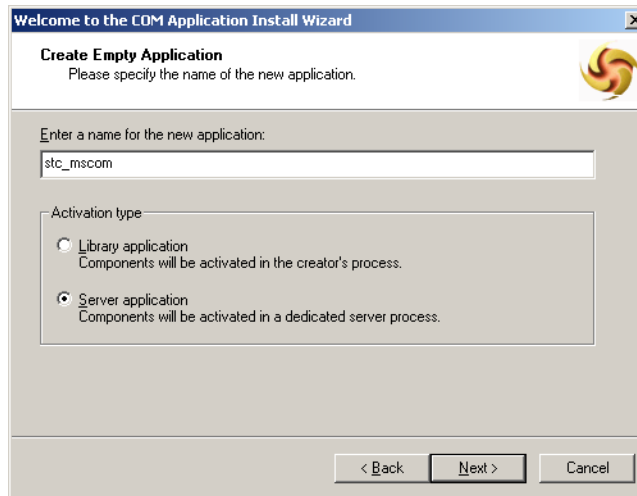 Welcome to the COM Application Install Wizard
Create Empty Application
Please specify the name of the new application.
Enter a name for the new application:
stc_mscom
Activation type
Library application
Components will be activated in the creator's process.
Server application
Components will be activated in a dedicated server process.
< Back Next > Cancel